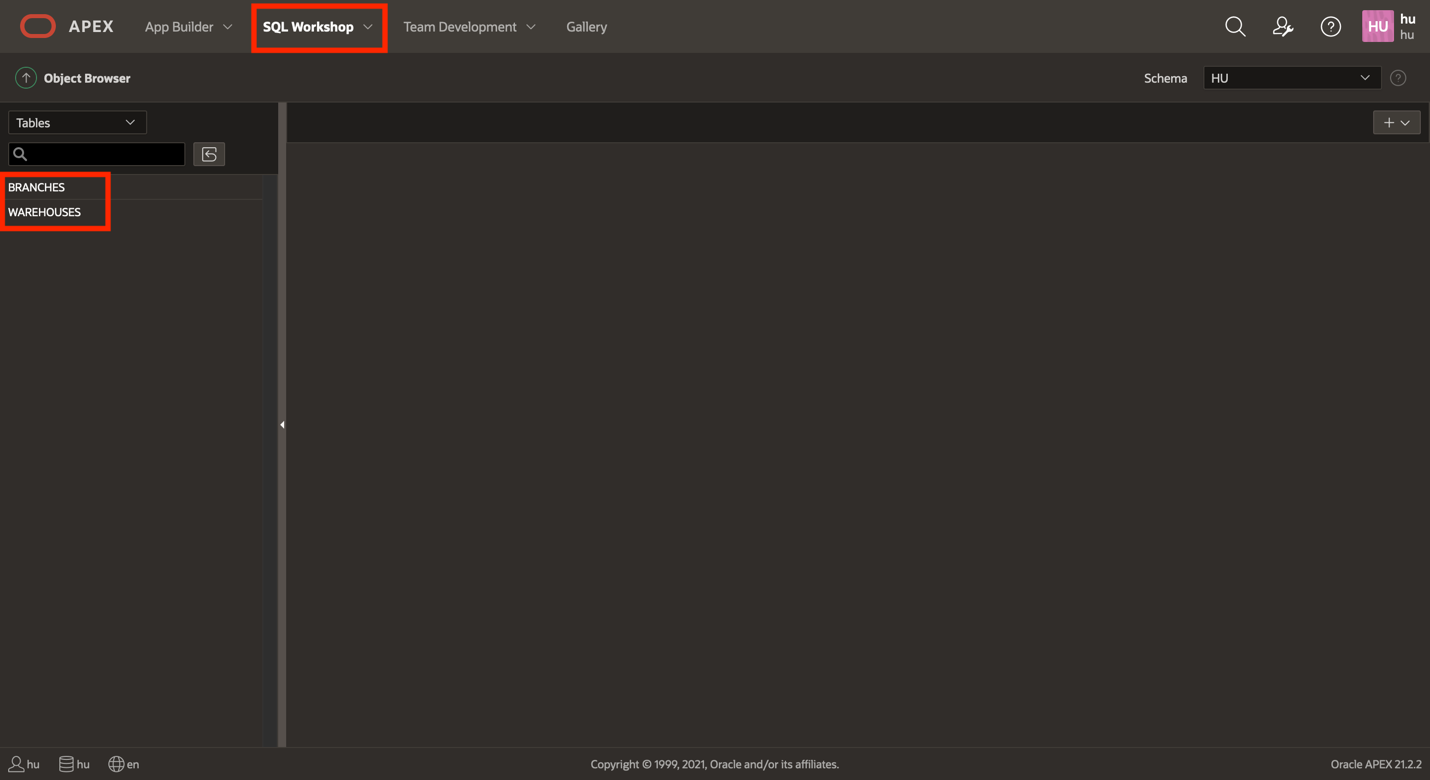 APEX App Builder SQL Workshop Team Development Gallery HU hu
hu
Object Browser Schema HU
Tables
BRANCHES
WAREHOUSES
hu hu en Copyright © 1999, 2021, Oracle and/or its affiliates. Oracle APEX 21.2.2